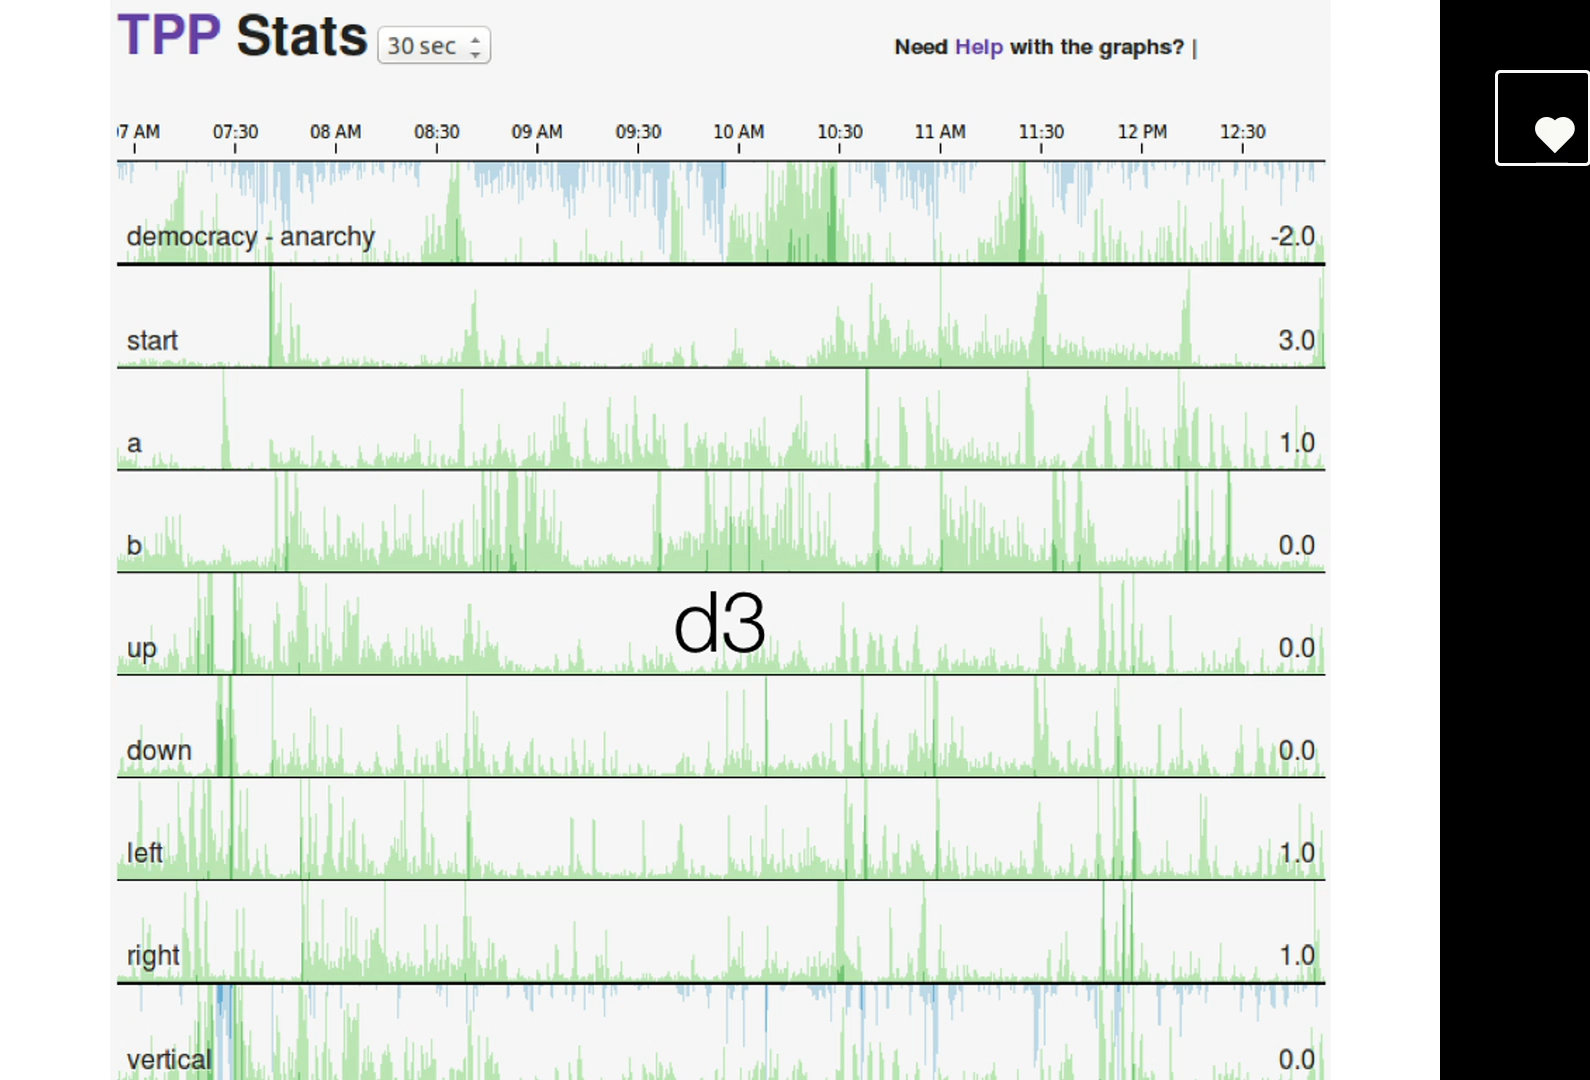 TPP Stats 30 sec Need Help with the graphs? |
07 AM 07:30 08 AM 08:30 09 AM 09:30 10 AM 10:30 11 AM 11:30 12 PM 12:30
democracy - anarchy -2.0
start 3.0
a 1.0
b 0.0
d3
up 0.0
down 0.0
left 1.0
right 1.0
vertical 0.0